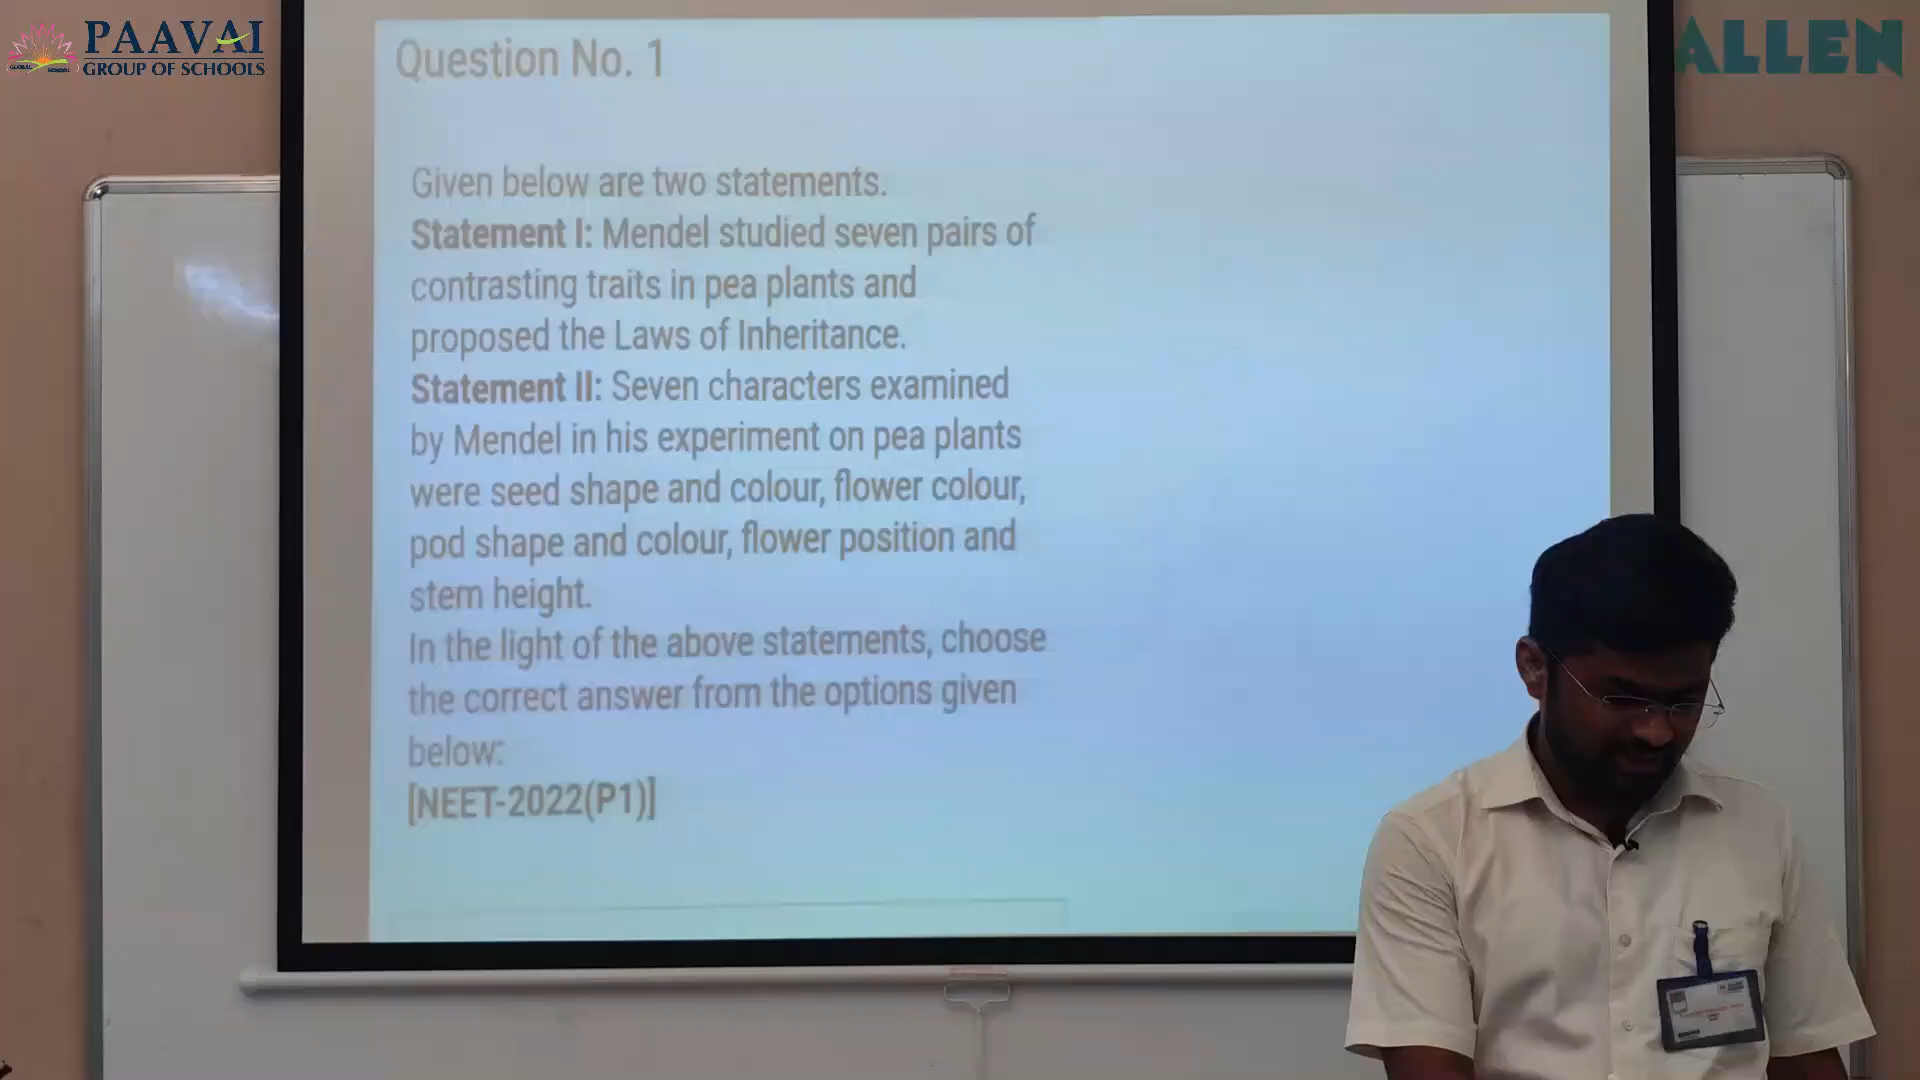 PAAVAI
GROUP OF SCHOOLS
ALLEN
Question No. 1
Given below are two statements.
Statement I: Mendel studied seven pairs of
contrasting traits in pea plants and
proposed the Laws of Inheritance.
Statement II: Seven characters examined
by Mendel in his experiment on pea plants
were seed shape and colour, flower colour,
pod shape and colour, flower position and
stem height.
In the light of the above statements, choose
the correct answer from the options given
below:
[NEET-2022(P1)]